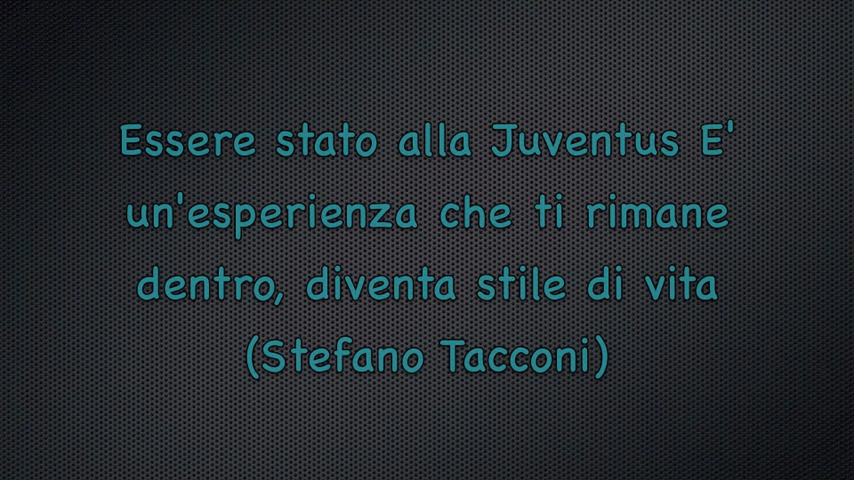 Essere stato alla Juventus E'
un'esperienza che ti rimane
dentro, diventa stile di vita
(Stefano Tacconi)